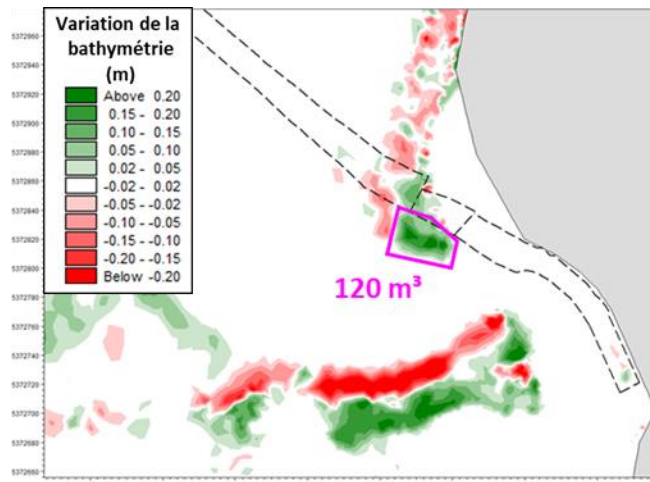 Variation de la
bathymétrie
(m)
Above 0.20
0.15 - 0.20
0.10 - 0.15
0.05 - 0.10
0.02 - 0.05
-0.02 - 0.02
-0.05 - -0.02
-0.10 - -0.05
-0.15 - -0.10
-0.20 - -0.15
Below -0.20
5372960
5372940
5372920
5372900
5372880
5372860
5372840
5372820
5372800
5372780
5372760
5372740
5372720
5372700
5372680
5372660
120 m³